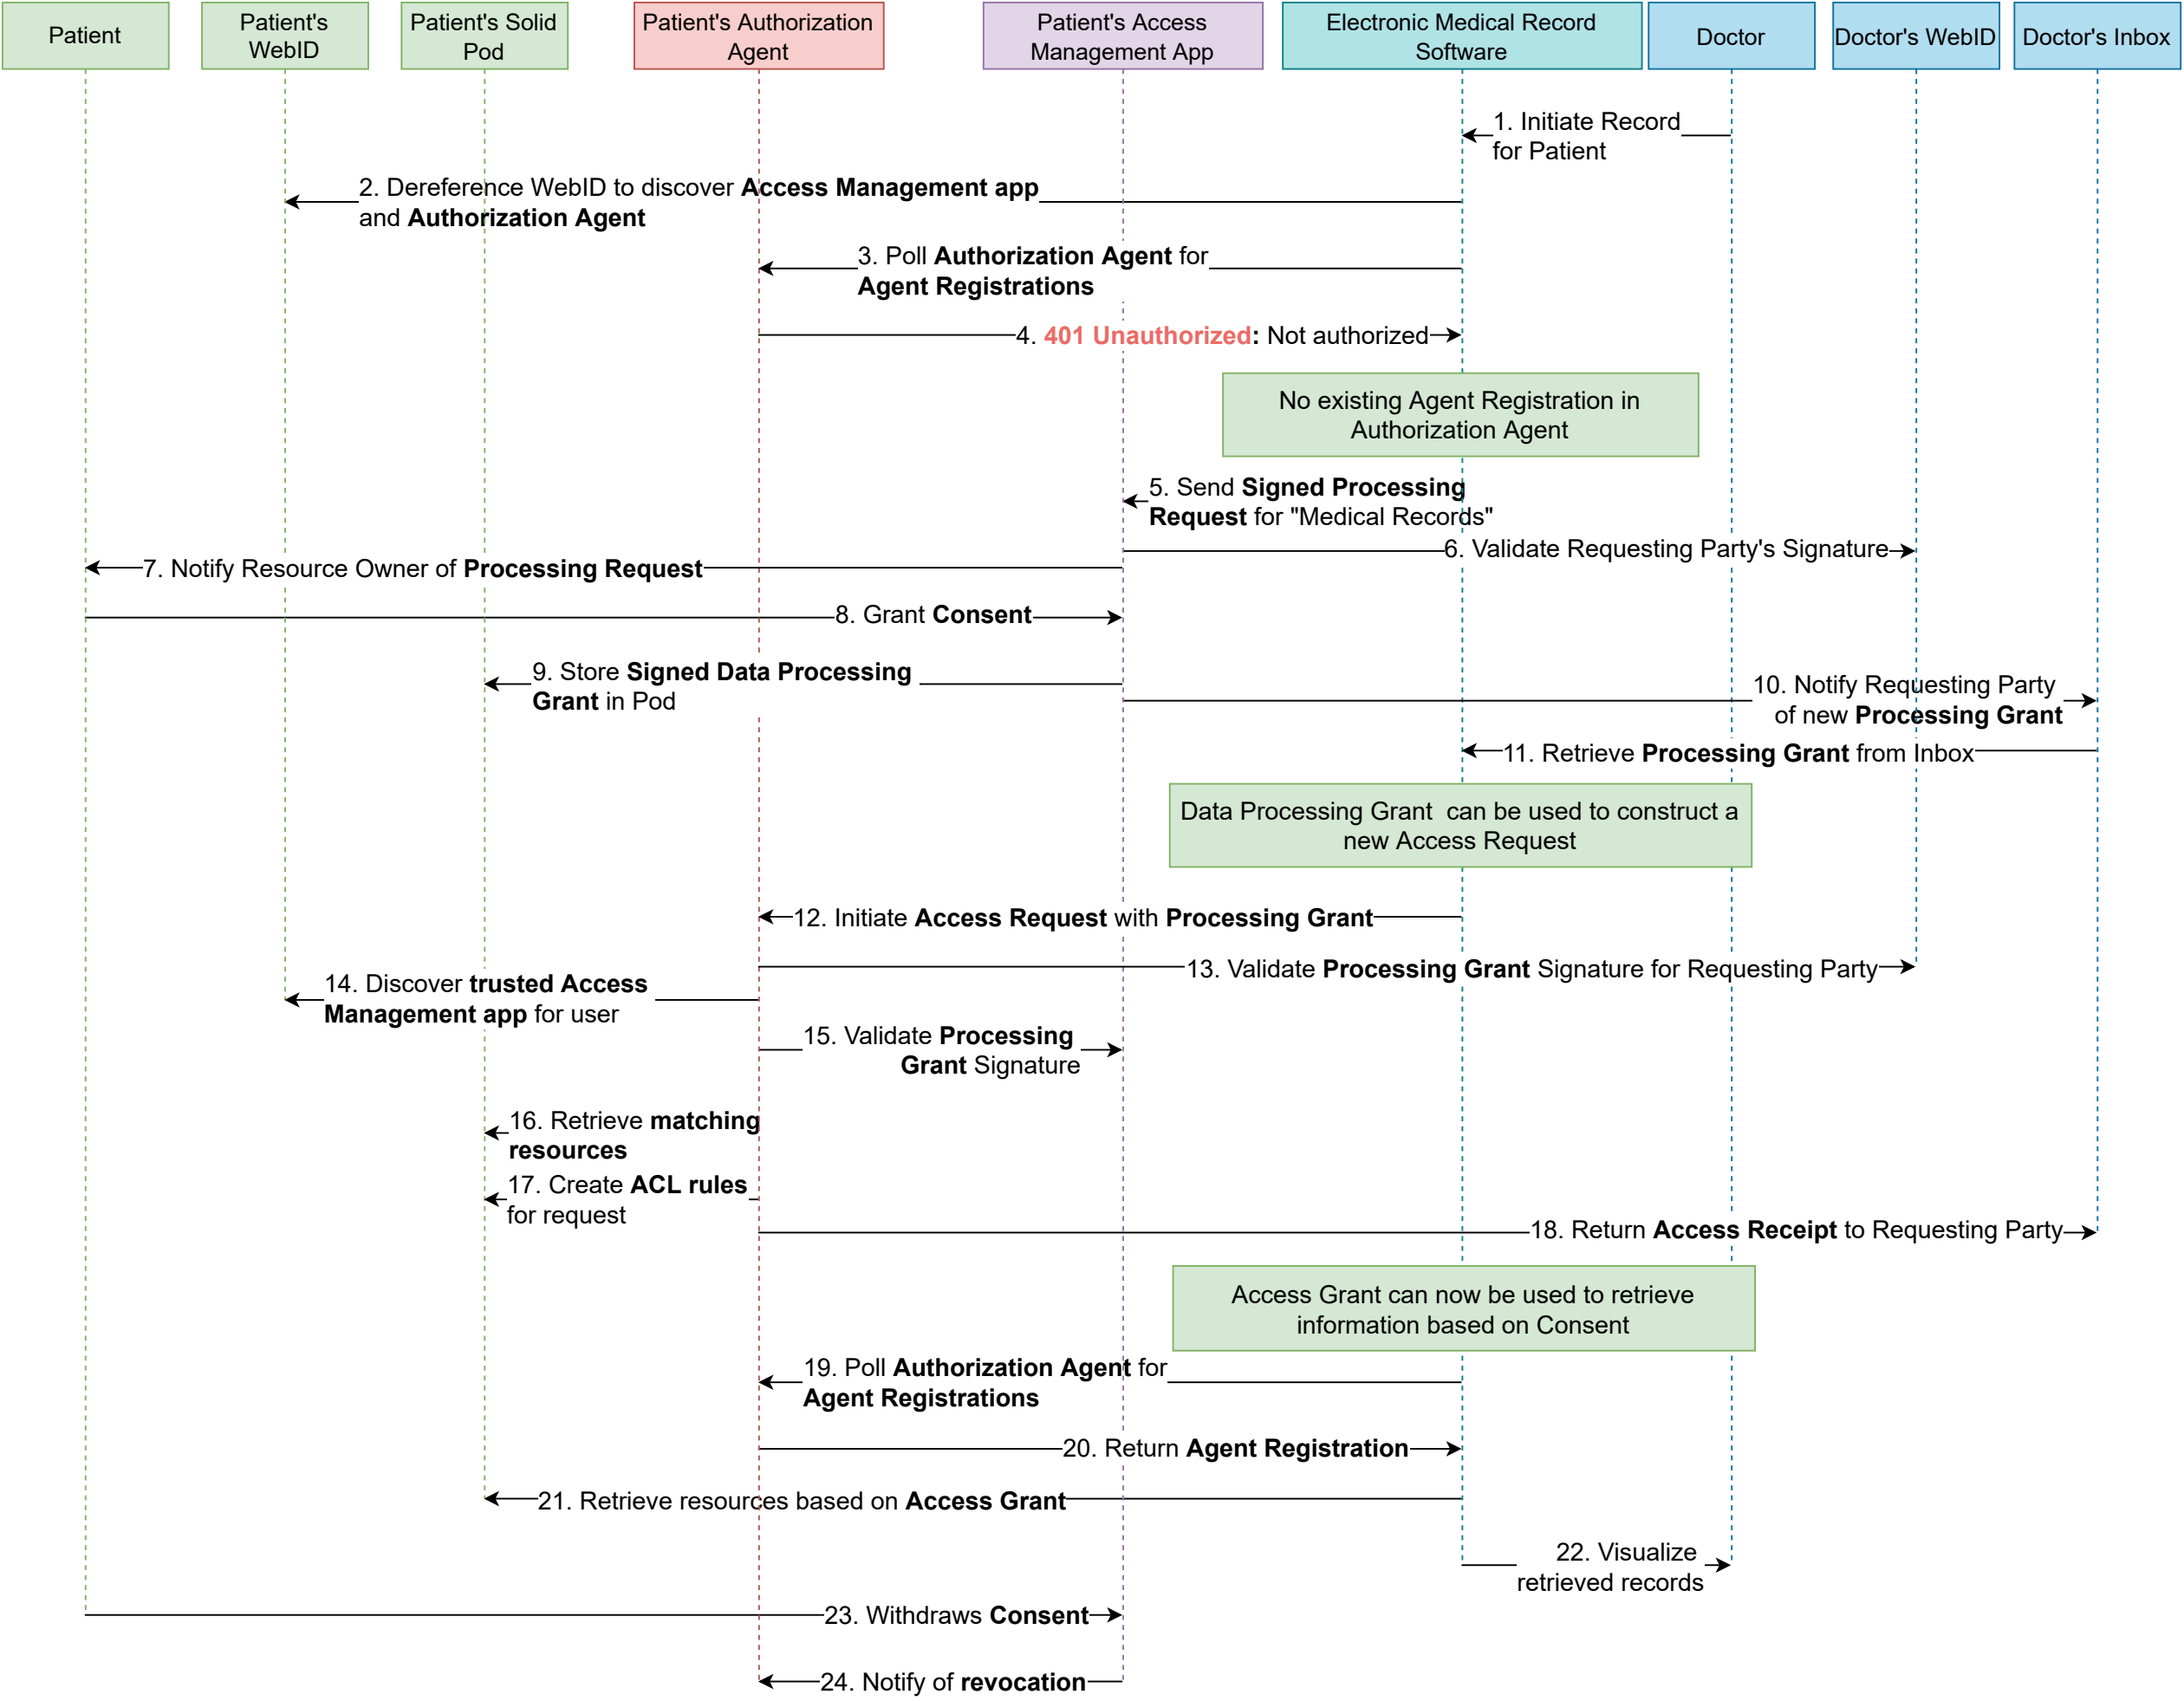 Patient
Patient's
WebID
Patient's Solid
Pod
Patient's Authorization
Agent
Patient's Access
Management App
Electronic Medical Record
Software
Doctor
Doctor's WebID
Doctor's Inbox
1. Initiate Record
for Patient
2. Dereference WebID to discover Access Management app
and Authorization Agent
3. Poll Authorization Agent for
Agent Registrations
4. 401 Unauthorized: Not authorized
No existing Agent Registration in
Authorization Agent
5. Send Signed Processing
Request for "Medical Records"
6. Validate Requesting Party's Signature
7. Notify Resource Owner of Processing Request
8. Grant Consent
9. Store Signed Data Processing
Grant in Pod
10. Notify Requesting Party
of new Processing Grant
11. Retrieve Processing Grant from Inbox
Data Processing Grant can be used to construct a
new Access Request
12. Initiate Access Request with Processing Grant
13. Validate Processing Grant Signature for Requesting Party
14. Discover trusted Access
Management app for user
15. Validate Processing
Grant Signature
16. Retrieve matching
resources
17. Create ACL rules
for request
18. Return Access Receipt to Requesting Party
Access Grant can now be used to retrieve
information based on Consent
19. Poll Authorization Agent for
Agent Registrations
20. Return Agent Registration
21. Retrieve resources based on Access Grant
22. Visualize
retrieved records
23. Withdraws Consent
24. Notify of revocation